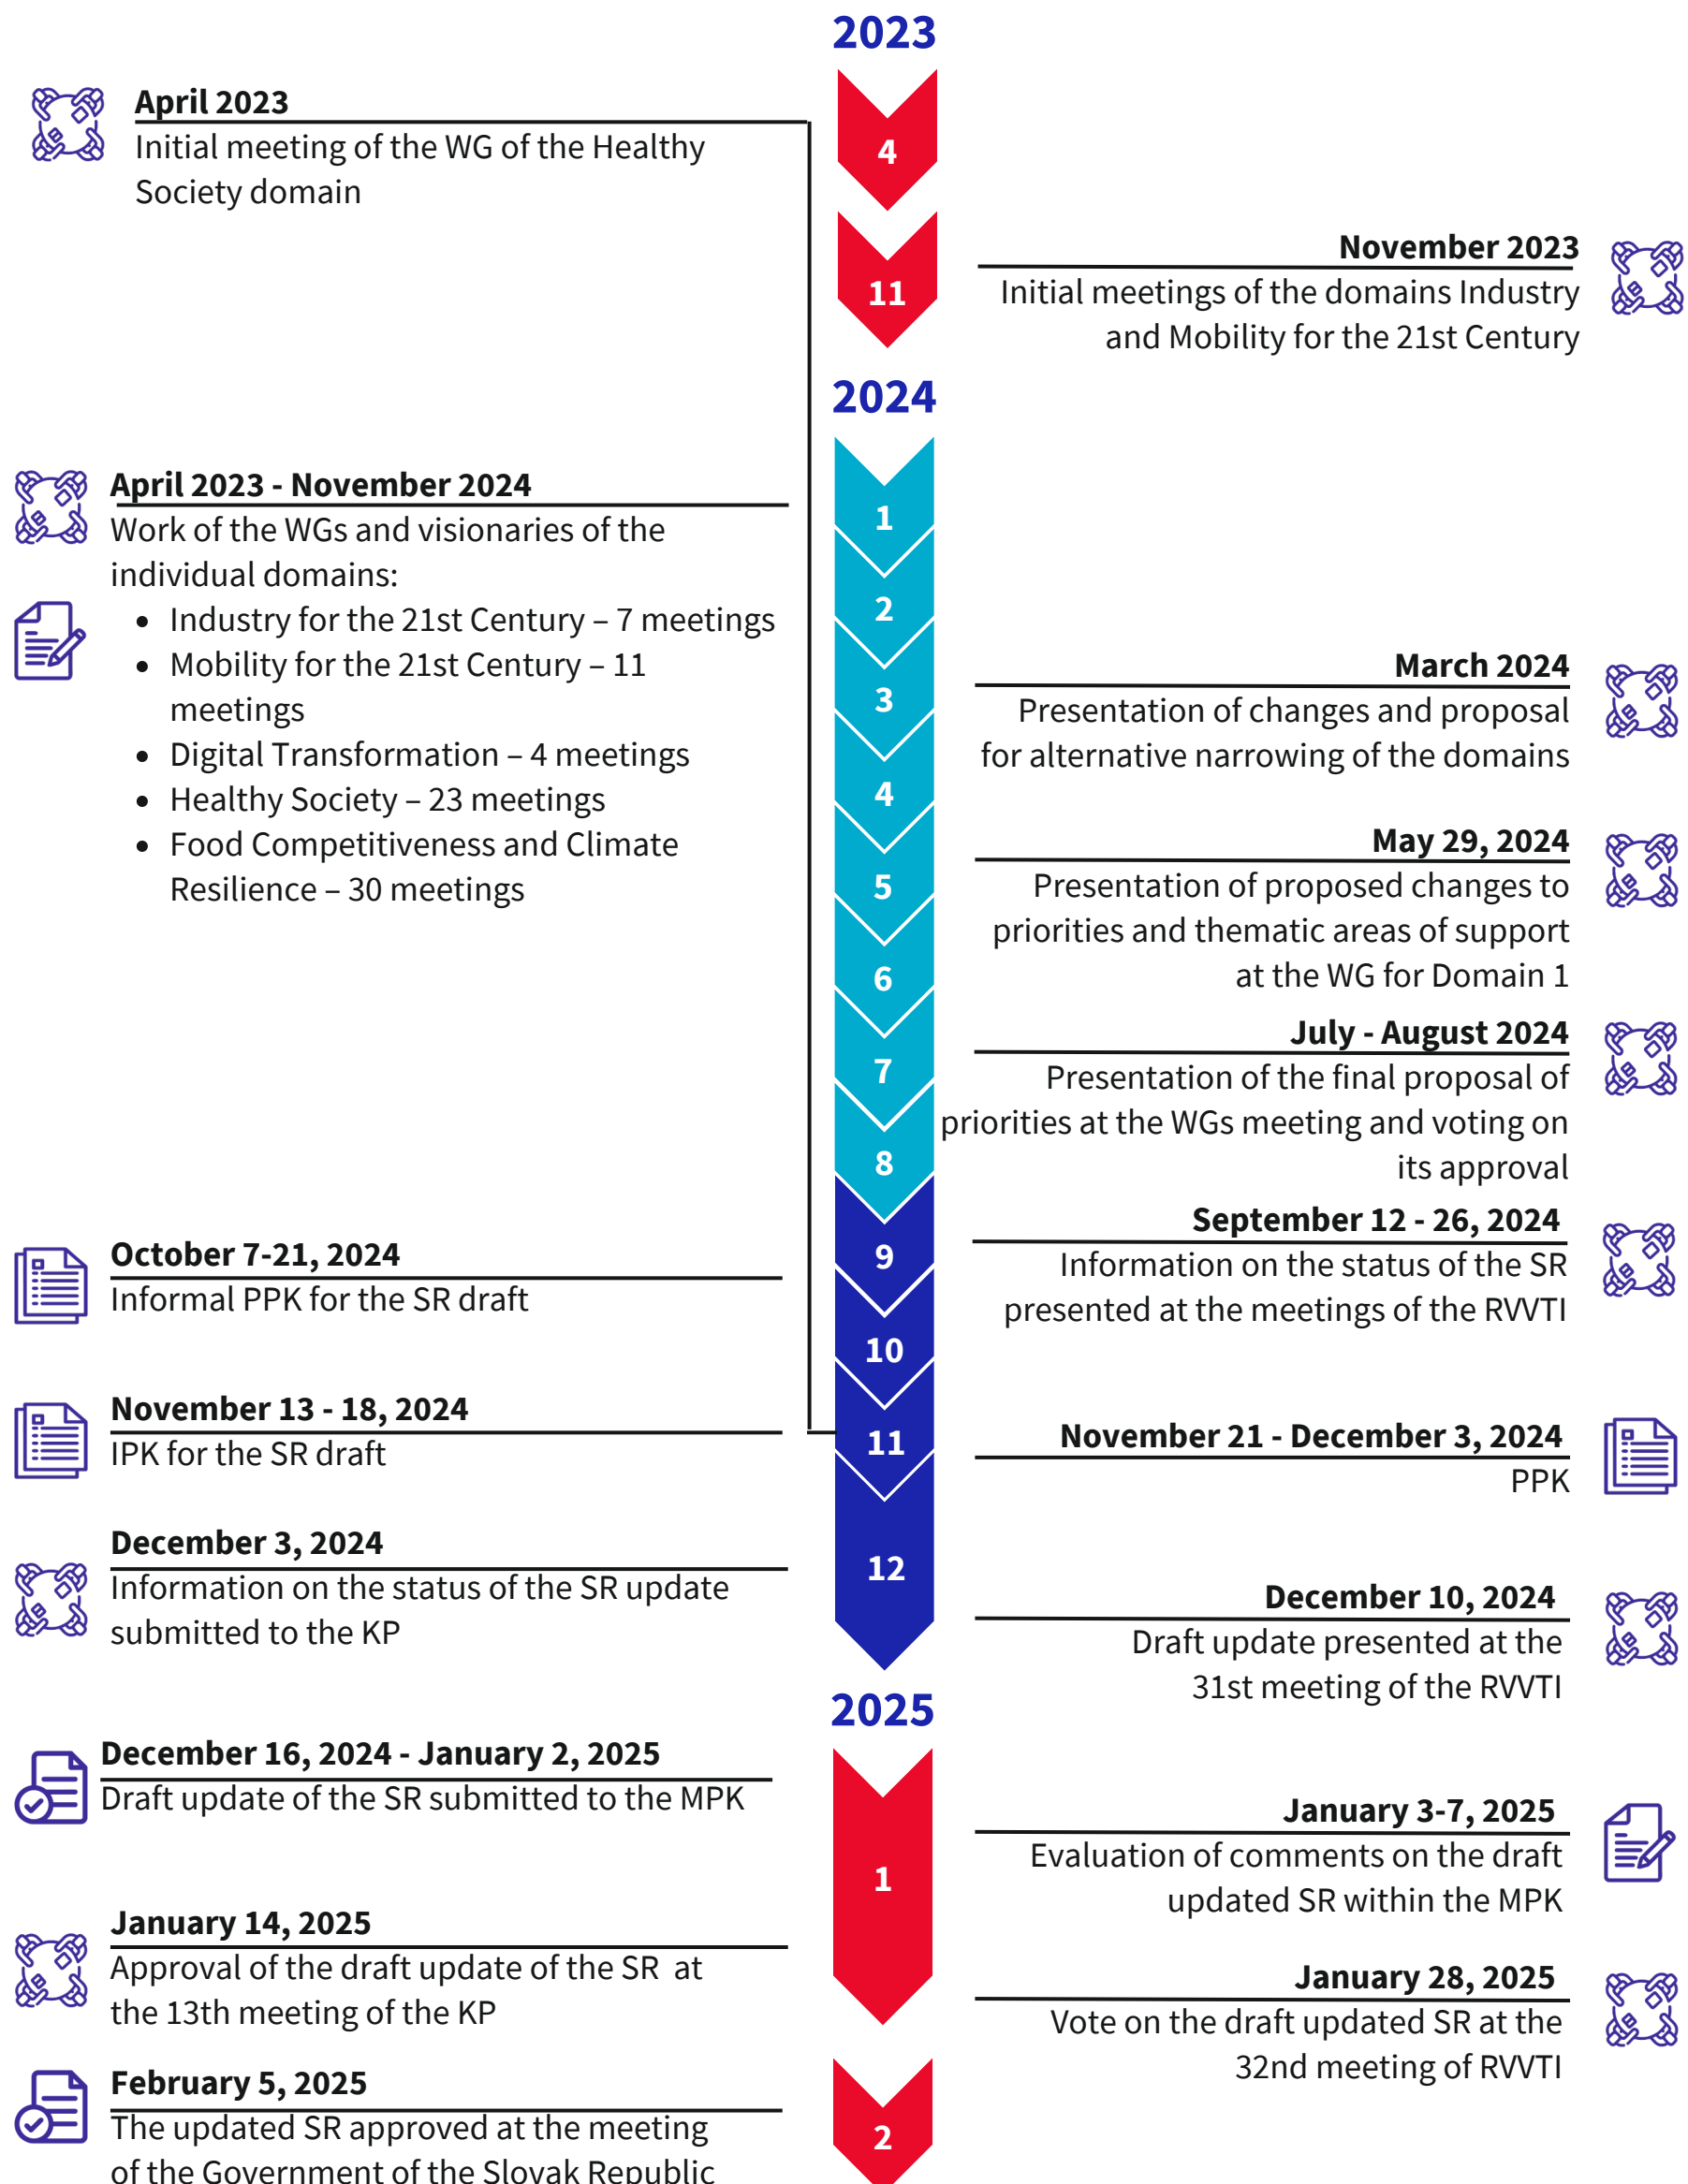 2023
April 2023
Initial meeting of the WG of the Healthy
Society domain
4
11
November 2023
Initial meetings of the domains Industry
and Mobility for the 21st Century
2024
April 2023 - November 2024
Work of the WGs and visionaries of the
individual domains:
• Industry for the 21st Century – 7 meetings
• Mobility for the 21st Century – 11
meetings
• Digital Transformation – 4 meetings
• Healthy Society – 23 meetings
• Food Competitiveness and Climate
Resilience – 30 meetings
1
2
3
4
5
6
7
8
9
10
11
12
March 2024
Presentation of changes and proposal
for alternative narrowing of the domains
May 29, 2024
Presentation of proposed changes to
priorities and thematic areas of support
at the WG for Domain 1
July - August 2024
Presentation of the final proposal of
priorities at the WGs meeting and voting on
its approval
September 12 - 26, 2024
Information on the status of the SR
presented at the meetings of the RVVTI
October 7-21, 2024
Informal PPK for the SR draft
November 13 - 18, 2024
IPK for the SR draft
November 21 - December 3, 2024
PPK
December 3, 2024
Information on the status of the SR update
submitted to the KP
December 10, 2024
Draft update presented at the
31st meeting of the RVVTI
2025
December 16, 2024 - January 2, 2025
Draft update of the SR submitted to the MPK
January 3-7, 2025
Evaluation of comments on the draft
updated SR within the MPK
1
January 14, 2025
Approval of the draft update of the SR at
the 13th meeting of the KP
January 28, 2025
Vote on the draft updated SR at the
32nd meeting of RVVTI
February 5, 2025
The updated SR approved at the meeting
of the Government of the Slovak Republic
2